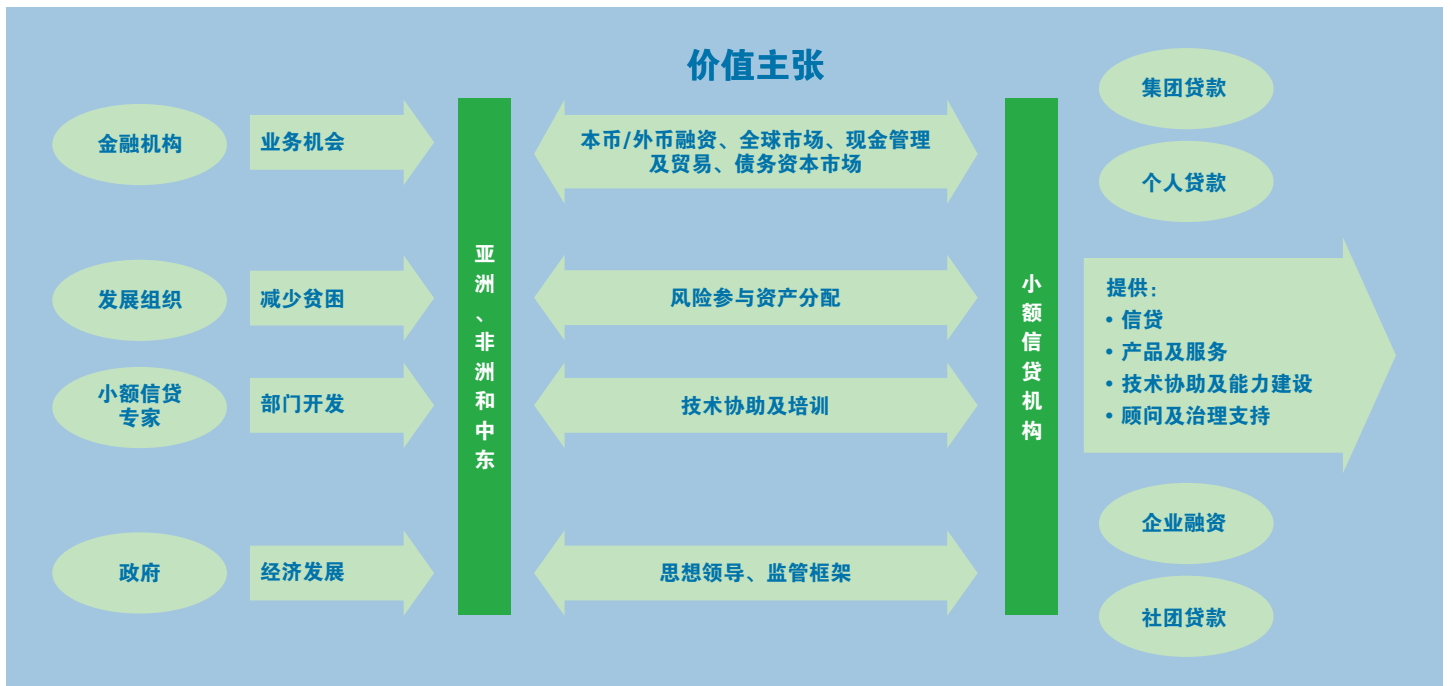 价值主张
金融机构
业务机会
发展组织
减少贫困
小额信贷
专家
部门开发
政府
经济发展
亚洲、非洲和中东
本币/外币融资、全球市场、现金管理
及贸易、债务资本市场
风险参与资产分配
技术协助及培训
思想领导、监管框架
小额信贷机构
集团贷款
个人贷款
提供：
• 信贷
• 产品及服务
• 技术协助及能力建设
• 顾问及治理支持
企业融资
社团贷款